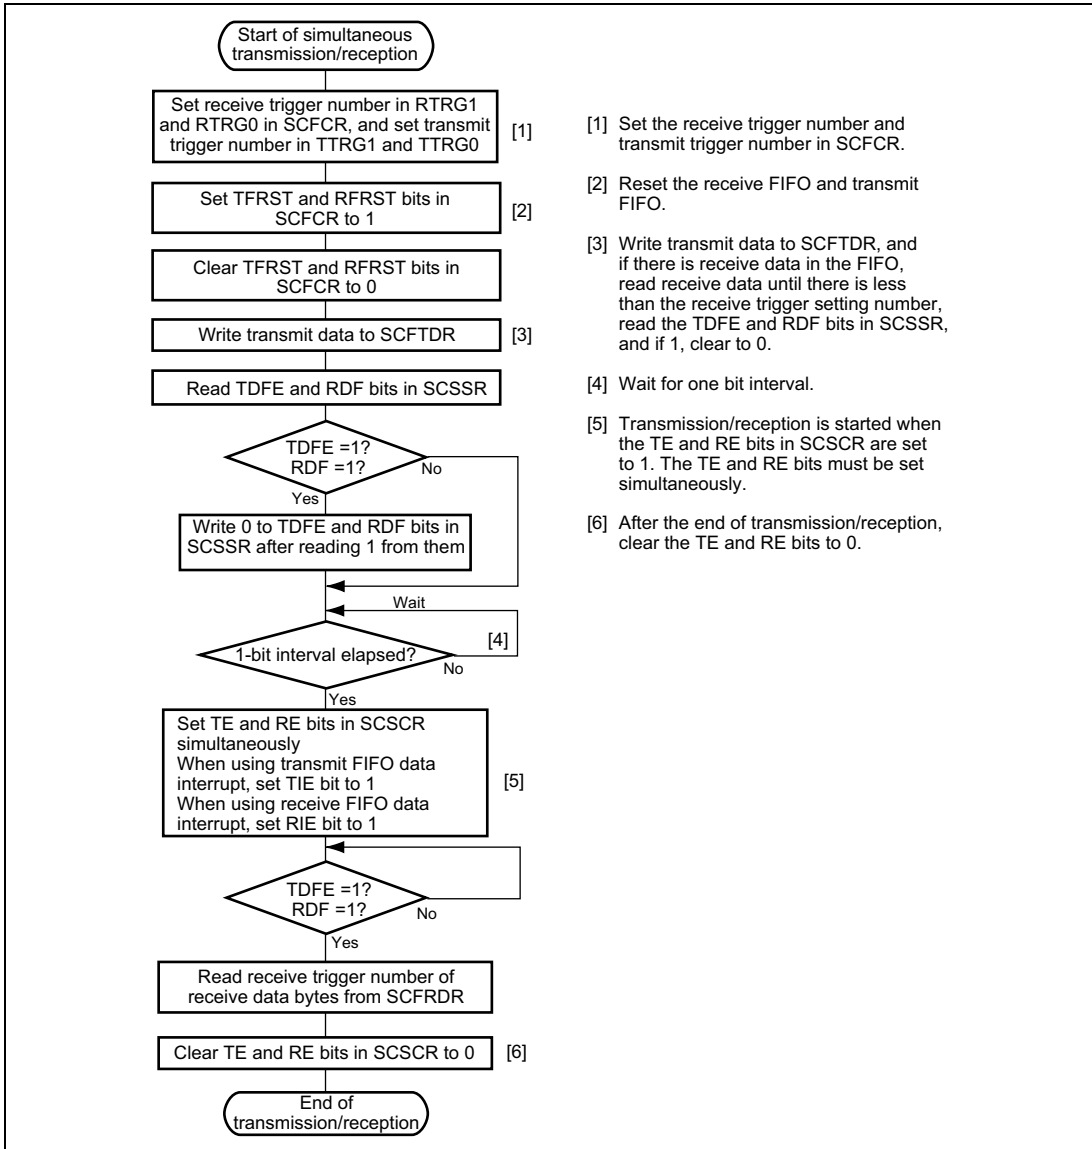 Start of simultaneous
transmission/reception
Set receive trigger number in RTRG1
and RTRG0 in SCFCR, and set transmit
trigger number in TTRG1 and TTRG0
[1]
Set TFRST and RFRST bits in
SCFCR to 1
[2]
Clear TFRST and RFRST bits in
SCFCR to 0
Write transmit data to SCFTDR
[3]
Read TDFE and RDF bits in SCSSR
TDFE =1?
RDF =1?
No
Yes
Write 0 to TDFE and RDF bits in
SCSSR after reading 1 from them
Wait
[4]
1-bit interval elapsed?
No
Yes
Set TE and RE bits in SCSCR
simultaneously
When using transmit FIFO data
interrupt, set TIE bit to 1
When using receive FIFO data
interrupt, set RIE bit to 1
[5]
TDFE =1?
RDF =1?
No
Yes
Read receive trigger number of
receive data bytes from SCFRDR
Clear TE and RE bits in SCSCR to 0
[6]
End of
transmission/reception
[1] Set the receive trigger number and
transmit trigger number in SCFCR.
[2] Reset the receive FIFO and transmit
FIFO.
[3] Write transmit data to SCFTDR, and
if there is receive data in the FIFO,
read receive data until there is less
than the receive trigger setting number,
read the TDFE and RDF bits in SCSSR,
and if 1, clear to 0.
[4] Wait for one bit interval.
[5] Transmission/reception is started when
the TE and RE bits in SCSCR are set
to 1. The TE and RE bits must be set
simultaneously.
[6] After the end of transmission/reception,
clear the TE and RE bits to 0.